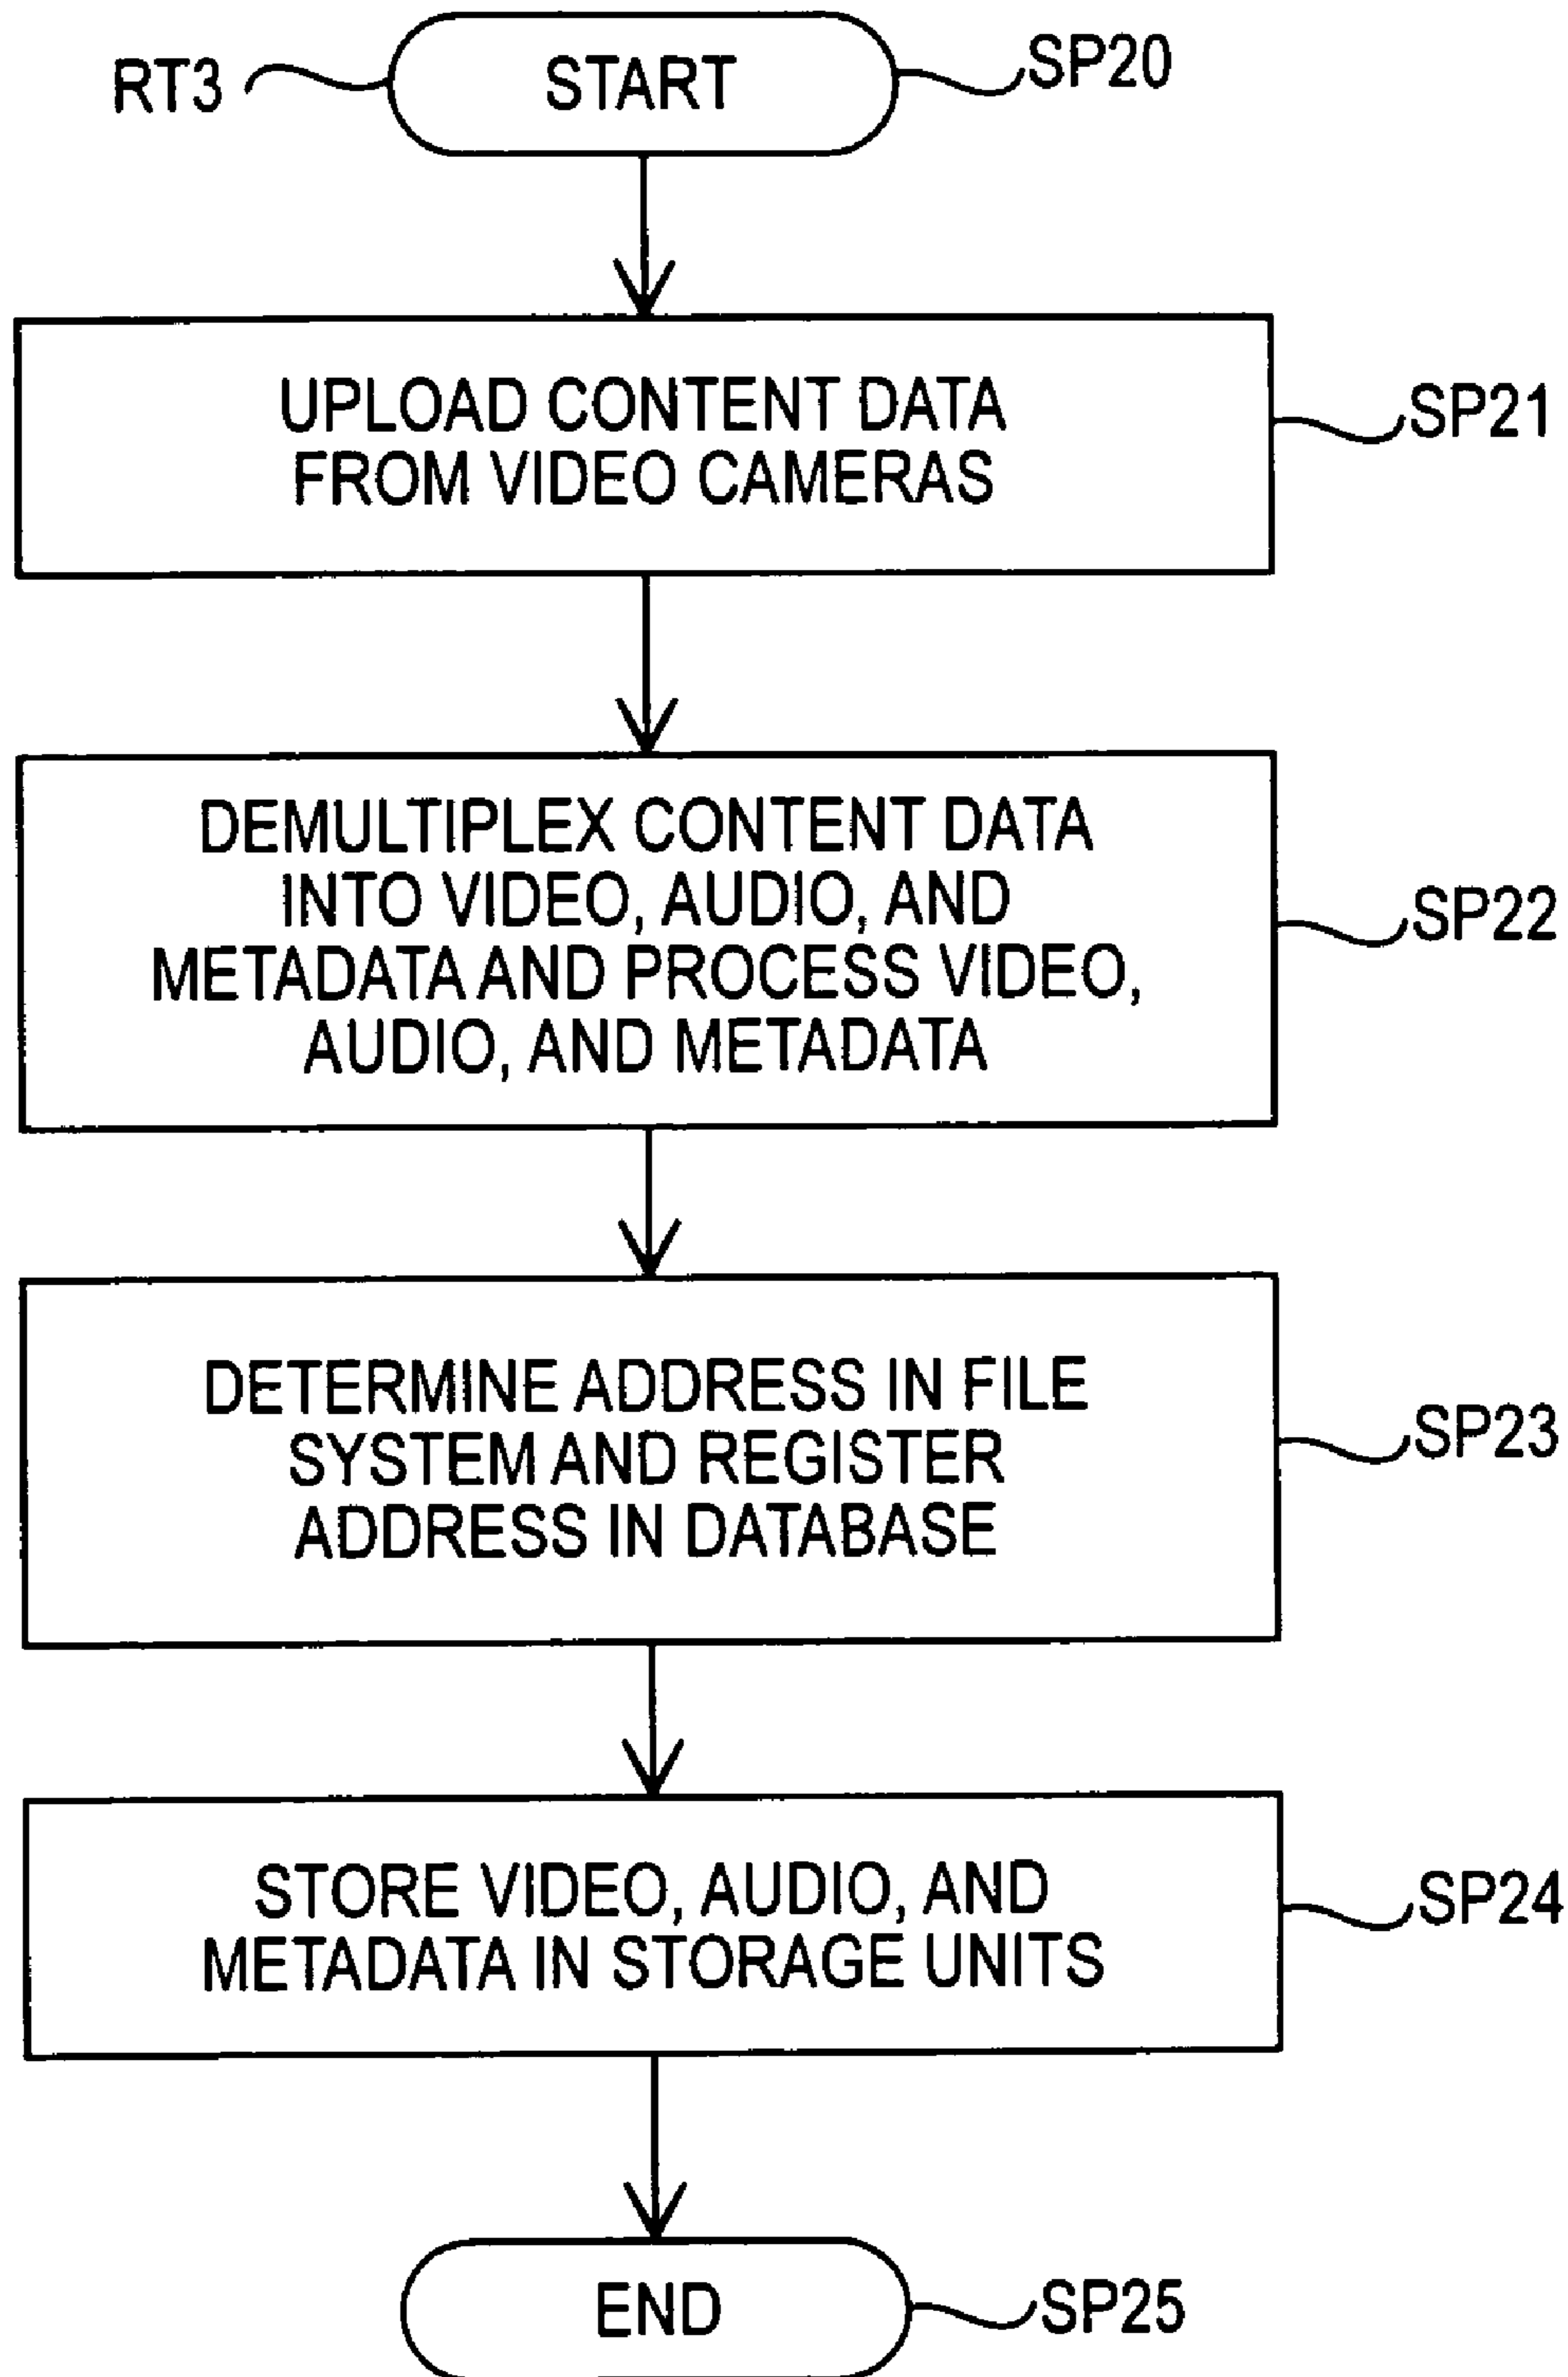 RT3
START
SP20
UPLOAD CONTENT DATA
FROM VIDEO CAMERAS
SP21
DEMULTIPLEX CONTENT DATA
INTO VIDEO, AUDIO, AND
METADATA AND PROCESS VIDEO,
AUDIO, AND METADATA
SP22
DETERMINE ADDRESS IN FILE
SYSTEM AND REGISTER
ADDRESS IN DATABASE
SP23
STORE VIDEO, AUDIO, AND
METADATA IN STORAGE UNITS
SP24
END
SP25